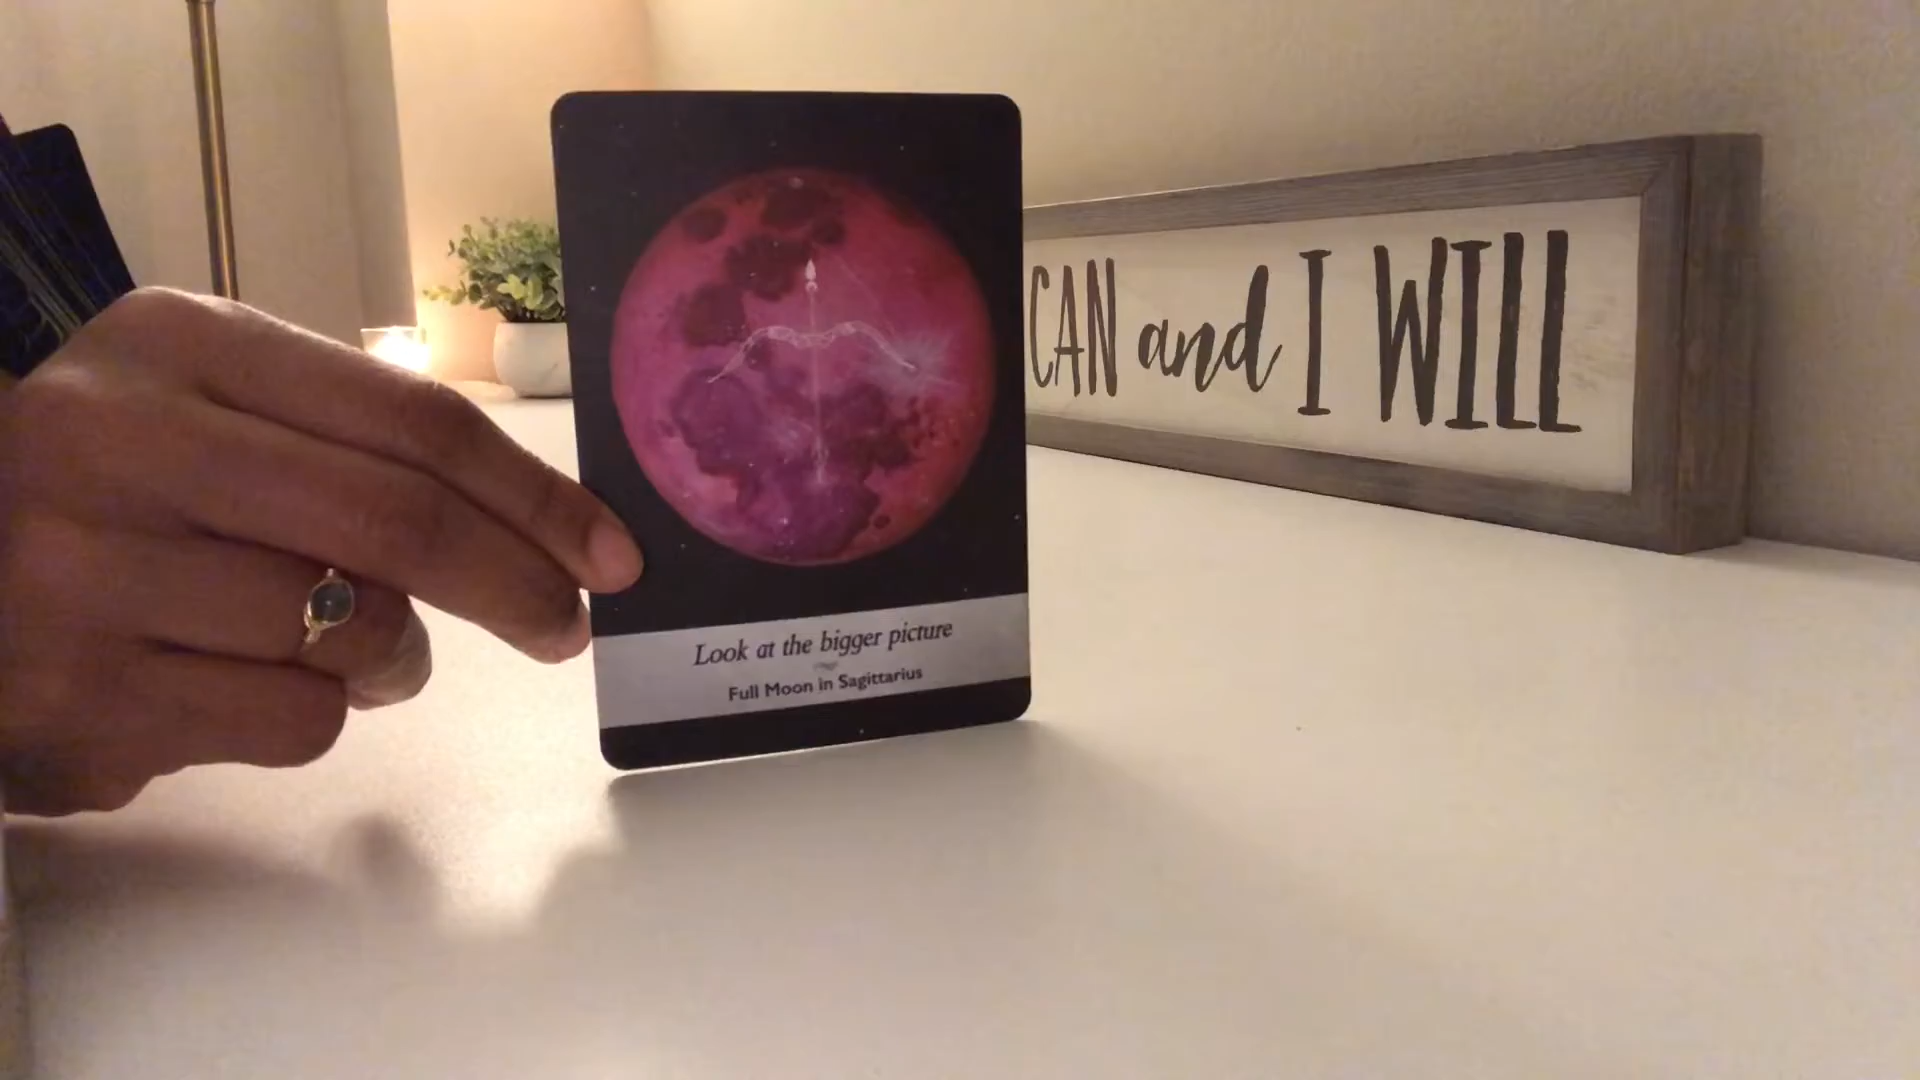 Look at the bigger picture
Full Moon in Sagittarius
CAN and I WILL